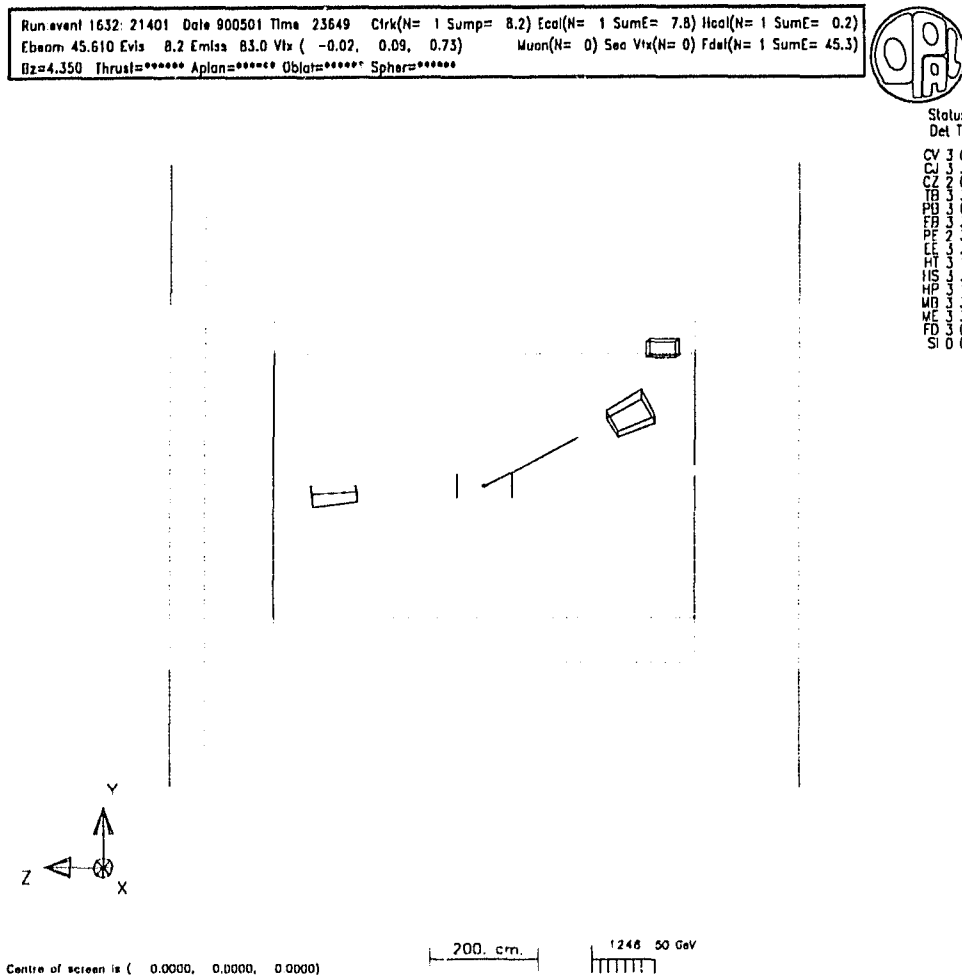 Run:event 1632: 21401 Date 900501 Time 23649 Ctrk(N= 1 Sump= 8.2) Ecal(N= 1 SumE= 7.8) Hcal(N= 1 SumE= 0.2)
Ebeam 45.610 Evis 8.2 Emiss 83.0 Vtx ( -0.02, 0.09, 0.73) Muon(N= 0) Sec Vtx(N= 0) Fdet(N= 1 SumE= 45.3)
Bz=4.350 Thrust=****** Aplan=****** Oblat=****** Spher=******
OPAL
Status
Det T
CV 3
CJ 3
CZ 2
TB 3
PB 3
EB 3
PE 2
EE 3
HT 3
HS 3
HP 3
MB 3
ME 3
FD 3
SI 0
Y
Z
X
200. cm.
1246 50 GeV
Centre of screen is ( 0.0000, 0.0000, 0.0000)